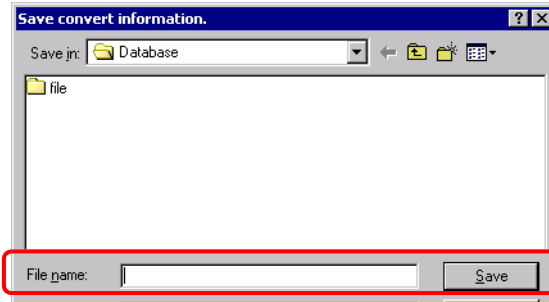 Save convert information.
Save in: Database
file
File name: Save